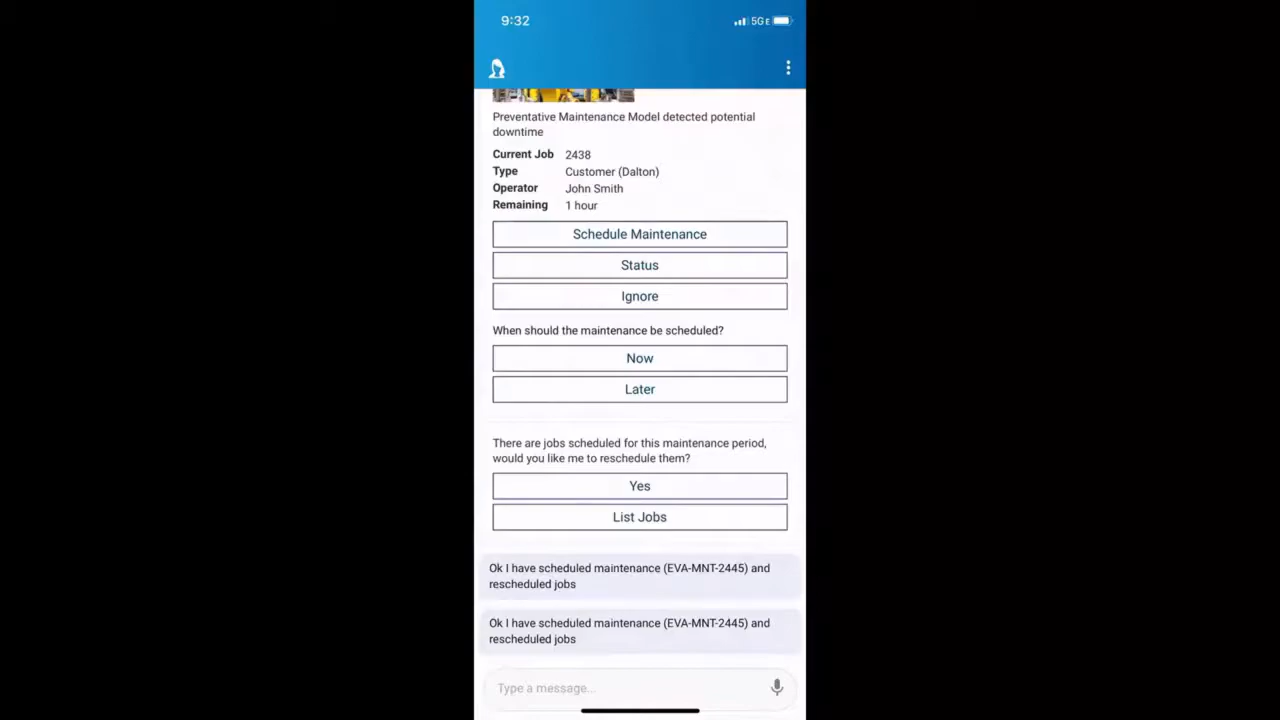 9:32
5GE
Preventative Maintenance Model detected potential
downtime
Current Job 2438
Type Customer (Dalton)
Operator John Smith
Remaining 1 hour
Schedule Maintenance
Status
Ignore
When should the maintenance be scheduled?
Now
Later
There are jobs scheduled for this maintenance period,
would you like me to reschedule them?
Yes
List Jobs
Ok I have scheduled maintenance (EVA-MNT-2445) and
rescheduled jobs
Ok I have scheduled maintenance (EVA-MNT-2445) and
rescheduled jobs
Type a message...